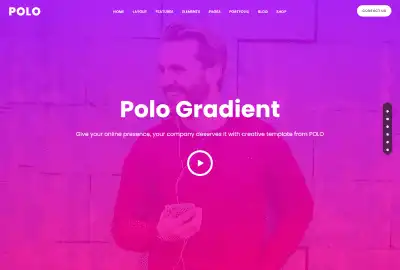 POLO
HOME LAYOUT FEATURES ELEMENTS PAGES PORTFOLIO BLOG SHOP
CONTACT US
Polo Gradient
Give your online presence, your company deserves it with creative template from POLO